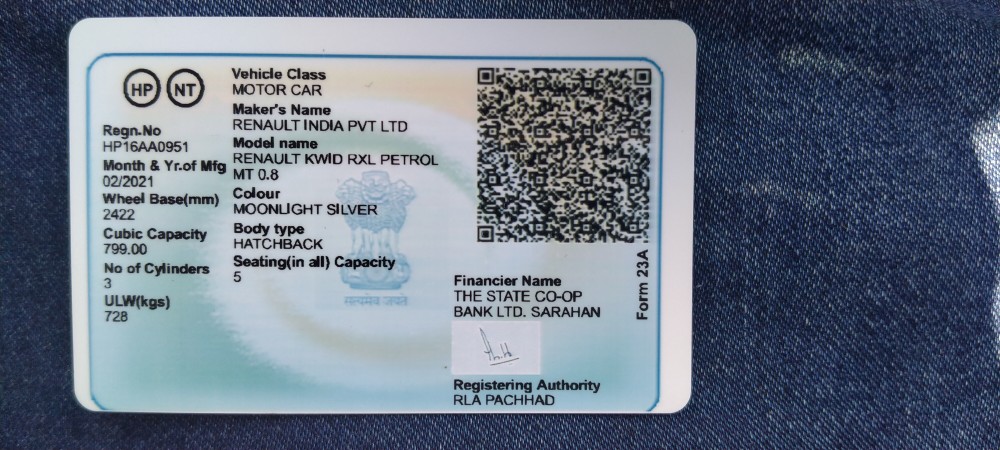 HP NT
Regn.No
HP16AA0951
Month & Yr.of Mfg
02/2021
Wheel Base(mm)
2422
Cubic Capacity
799.00
No of Cylinders
3
ULW(kgs)
728
Vehicle Class
MOTOR CAR
Maker's Name
RENAULT INDIA PVT LTD
Model name
RENAULT KWID RXL PETROL
MT 0.8
Colour
MOONLIGHT SILVER
Body type
HATCHBACK
Seating(in all) Capacity
5
सत्यमेव जयते
Form 23A
Financier Name
THE STATE CO-OP
BANK LTD. SARAHAN
Registering Authority
RLA PACHHAD